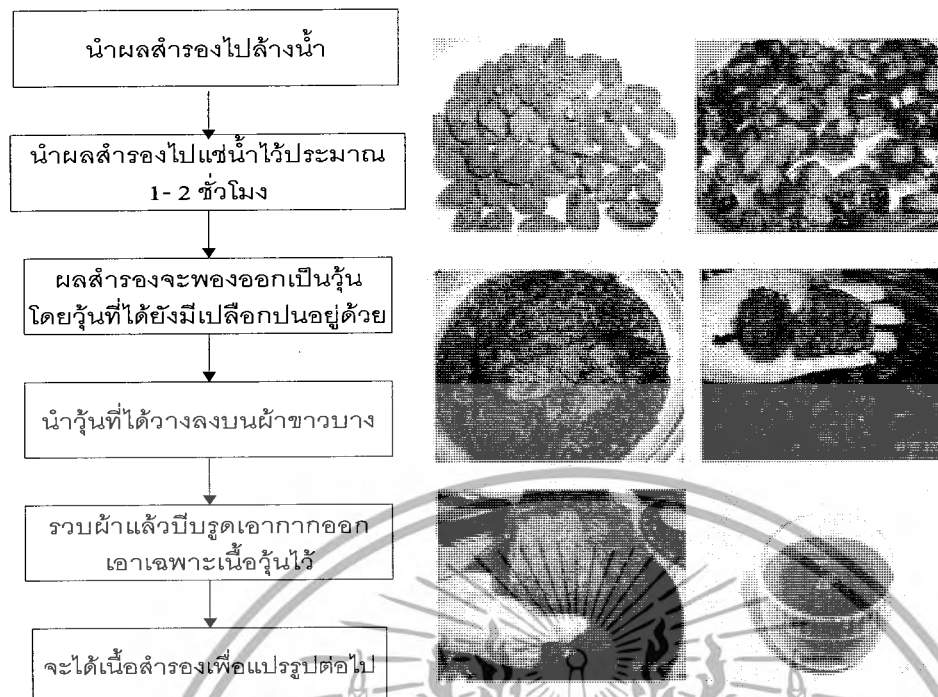 นำผลสำรองไปล้างน้ำ
นำผลสำรองไปแช่น้ำไว้ประมาณ
1- 2 ชั่วโมง
ผลสำรองจะพองออกเป็นวุ้น
โดยวุ้นที่ได้ยังมีเปลือกปนอยู่ด้วย
นำวุ้นที่ได้วางลงบนผ้าขาวบาง
รวบผ้าแล้วบีบรูดเอากากออก
เอาเฉพาะเนื้อวุ้นไว้
จะได้เนื้อสำรองเพื่อแปรรูปต่อไป